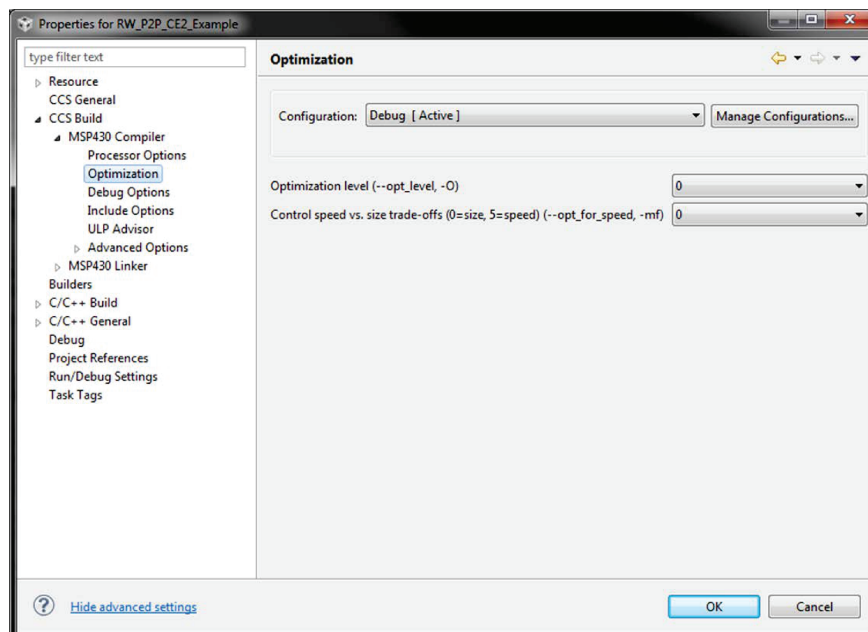 Properties for RW_P2P_CE2_Example
type filter text
Resource
CCS General
CCS Build
MSP430 Compiler
Processor Options
Optimization
Debug Options
Include Options
ULP Advisor
Advanced Options
MSP430 Linker
Builders
C/C++ Build
C/C++ General
Debug
Project References
Run/Debug Settings
Task Tags
Optimization
Configuration: Debug [ Active ] Manage Configurations...
Optimization level (--opt_level, -O) 0
Control speed vs. size trade-offs (0=size, 5=speed) (--opt_for_speed, -mf) 0
? Hide advanced settings OK Cancel